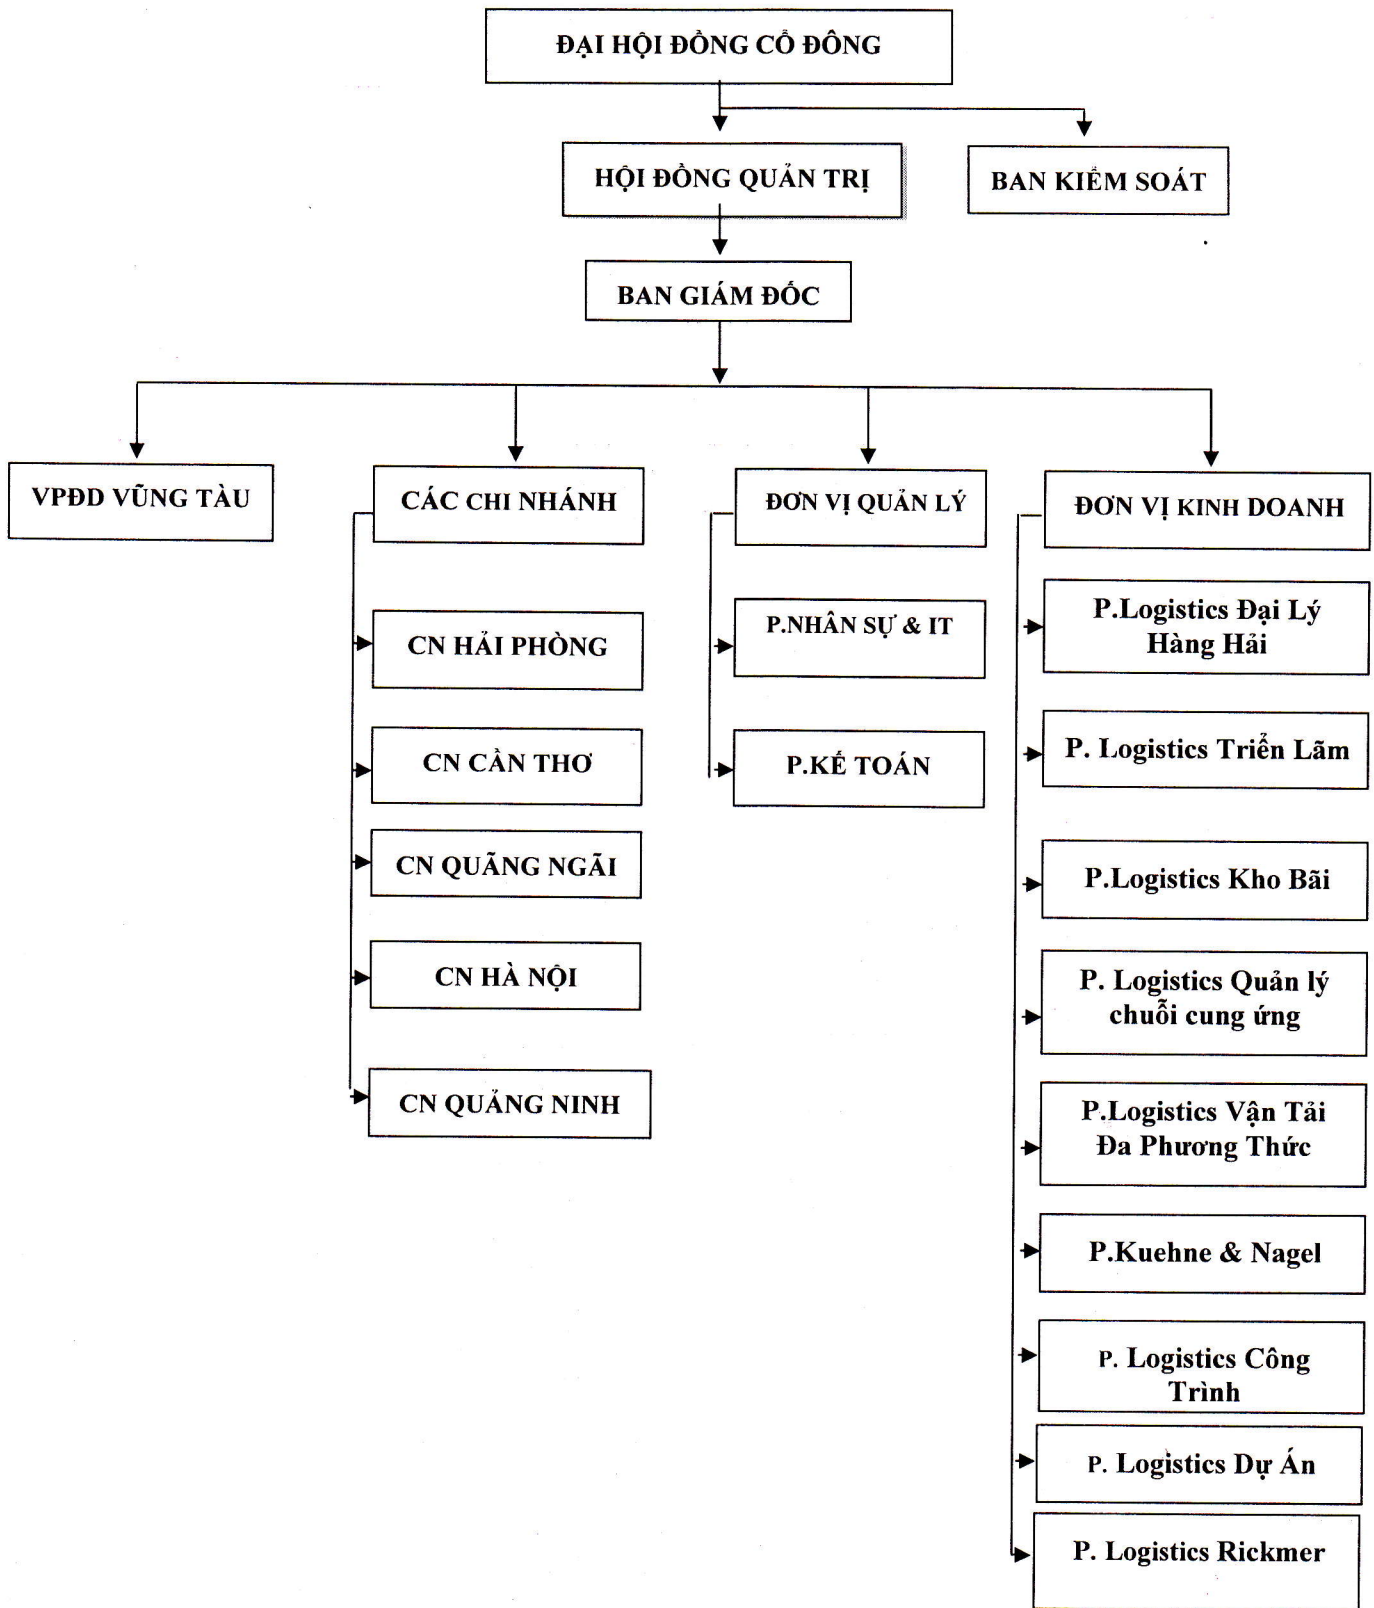 ĐẠI HỘI ĐỒNG CỔ ĐÔNG
HỘI ĐỒNG QUẢN TRỊ
BAN KIỂM SOÁT
BAN GIÁM ĐỐC
VPĐD VŨNG TÀU
CÁC CHI NHÁNH
ĐƠN VỊ QUẢN LÝ
ĐƠN VỊ KINH DOANH
CN HẢI PHÒNG
CN CẦN THƠ
CN QUÃNG NGÃI
CN HÀ NỘI
CN QUẢNG NINH
P.NHÂN SỰ & IT
P.KẾ TOÁN
P.Logistics Đại Lý
Hàng Hải
P. Logistics Triển Lãm
P.Logistics Kho Bãi
P. Logistics Quản lý
chuỗi cung ứng
P.Logistics Vận Tải
Đa Phương Thức
P.Kuehne & Nagel
P. Logistics Công
Trình
P. Logistics Dự Án
P. Logistics Rickmer